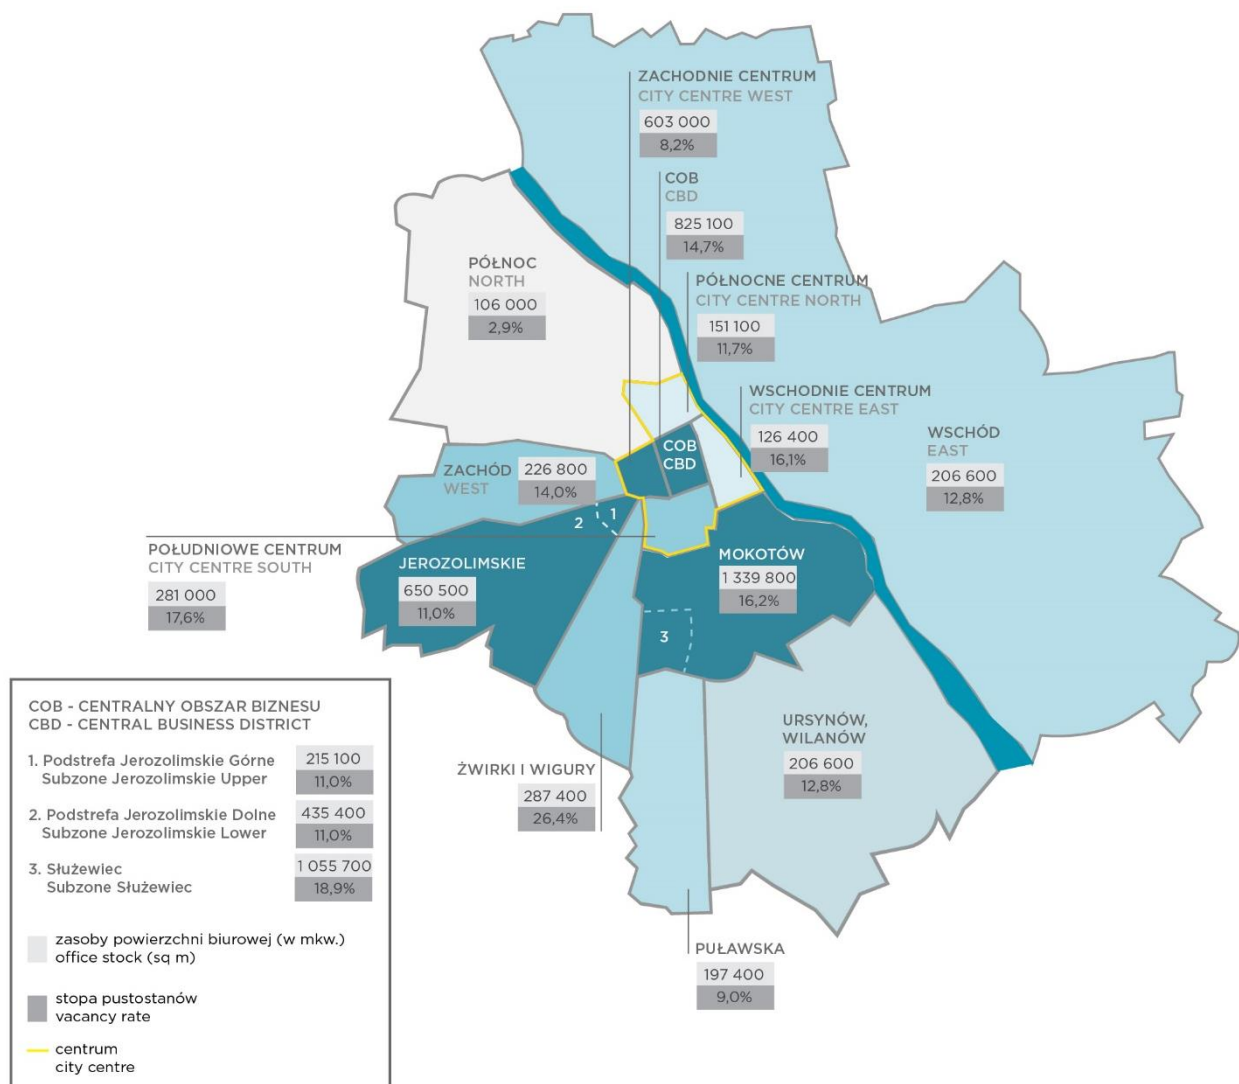 ZACHODNIE CENTRUM
CITY CENTRE WEST
603 000
8,2%
COB
CBD
825 100
14,7%
PÓŁNOC
NORTH
106 000
2,9%
PÓŁNOCNE CENTRUM
CITY CENTRE NORTH
151 100
11,7%
WSCHODNIE CENTRUM
CITY CENTRE EAST
126 400
16,1%
WSCHÓD
EAST
206 600
12,8%
COB
CBD
ZACHÓD
WEST
226 800
14,0%
1
2
POŁUDNIOWE CENTRUM
CITY CENTRE SOUTH
281 000
17,6%
JEROZOLIMSKIE
650 500
11,0%
MOKOTÓW
1 339 800
16,2%
3
URSYNÓW,
WILANÓW
206 600
12,8%
ŻWIRKI I WIGURY
287 400
26,4%
PUŁAWSKA
197 400
9,0%
COB - CENTRALNY OBSZAR BIZNESU
CBD - CENTRAL BUSINESS DISTRICT
1. Podstrefa Jerozolimskie Górne
Subzone Jerozolimskie Upper
215 100
11,0%
2. Podstrefa Jerozolimskie Dolne
Subzone Jerozolimskie Lower
435 400
11,0%
3. Służewiec
Subzone Służewiec
1 055 700
18,9%
zasoby powierzchni biurowej (w mkw.)
office stock (sq m)
stopa pustostanów
vacancy rate
centrum
city centre